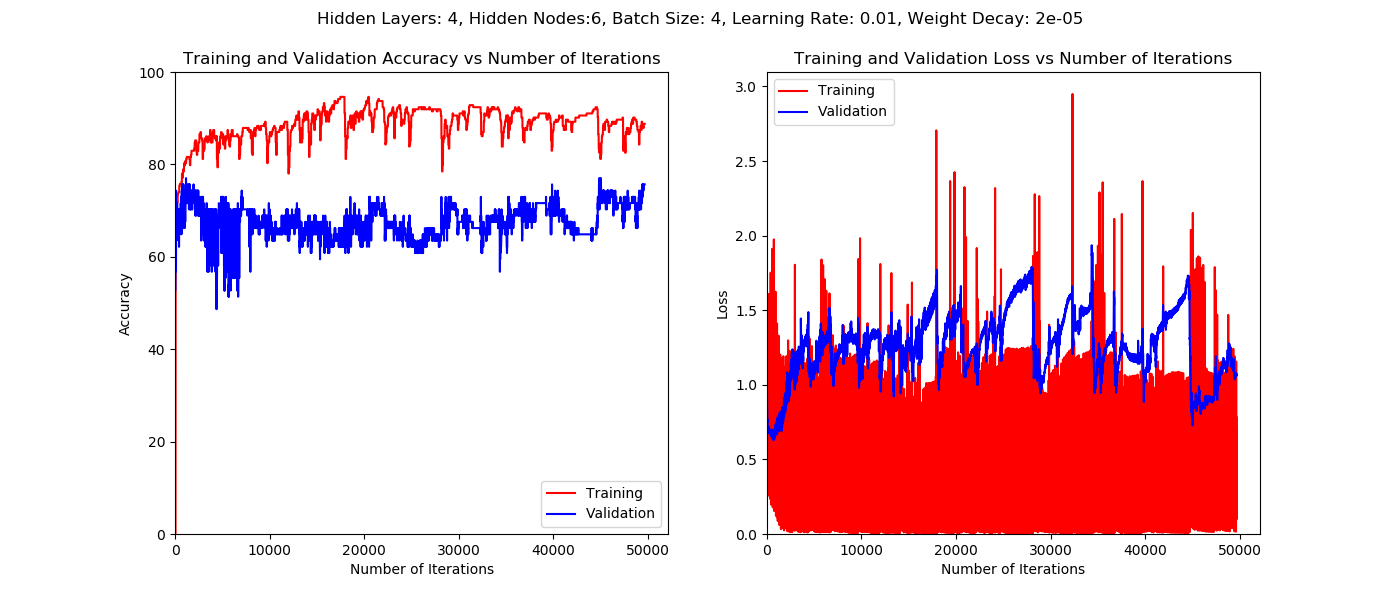 Hidden Layers: 4, Hidden Nodes:6, Batch Size: 4, Learning Rate: 0.01, Weight Decay: 2e-05
Training and Validation Accuracy vs Number of Iterations
100
80
60
40
20
0
Accuracy
0 10000 20000 30000 40000 50000
Number of Iterations
Training
Validation
Training and Validation Loss vs Number of Iterations
3.0
2.5
2.0
1.5
1.0
0.5
0.0
Loss
0 10000 20000 30000 40000 50000
Number of Iterations
Training
Validation